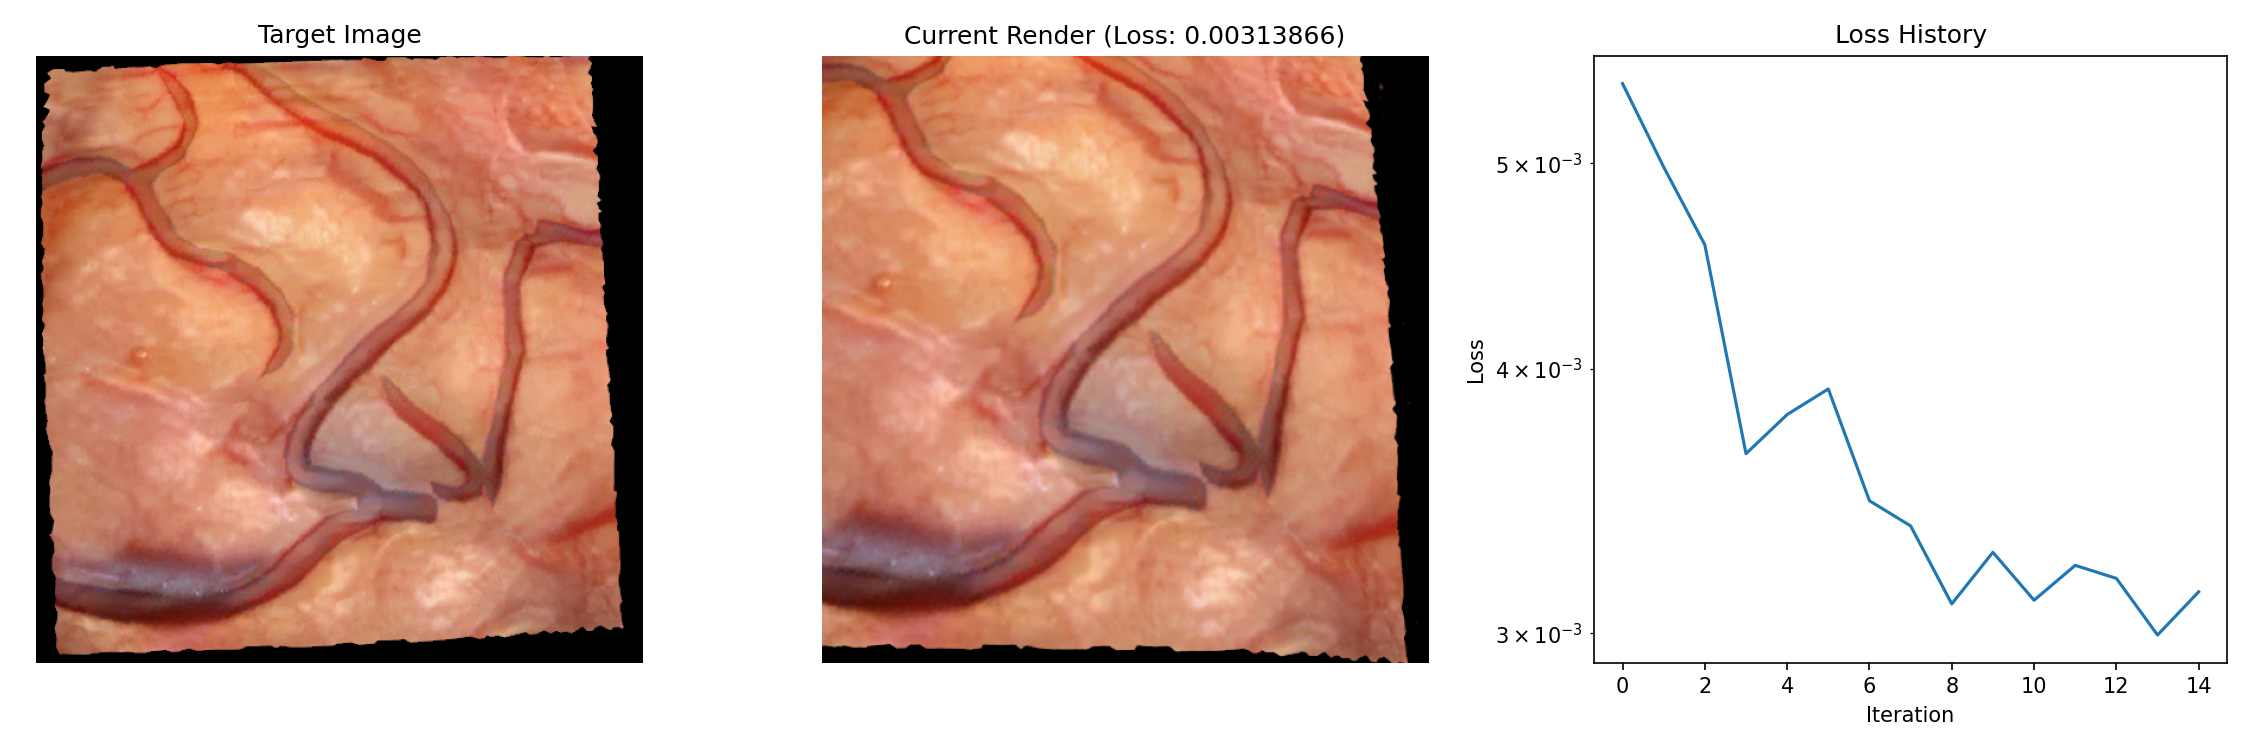 Target Image
Current Render (Loss: 0.00313866)
Loss History
5 × 10⁻³
4 × 10⁻³
3 × 10⁻³
Loss
0 2 4 6 8 10 12 14
Iteration